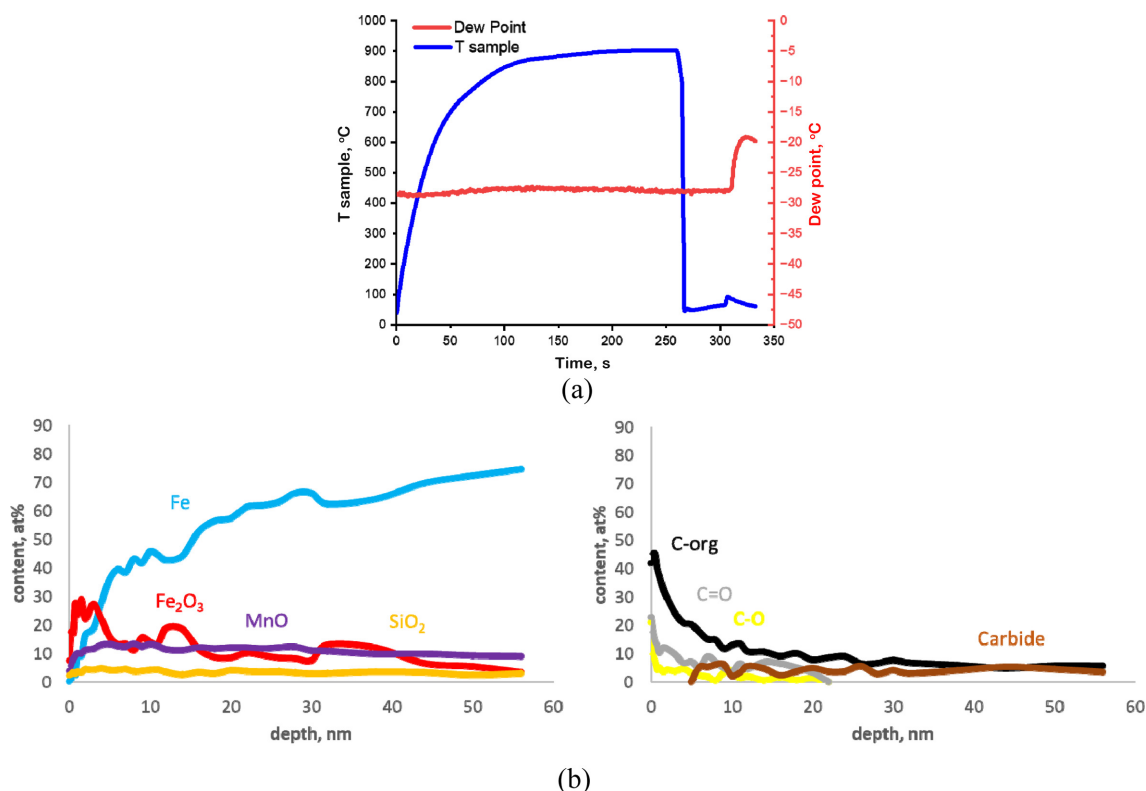 Dew Point
T sample
1000
900
800
700
600
500
400
300
200
100
0
T sample, °C
0
−5
−10
−15
−20
−25
−30
−35
−40
−45
−50
Dew point, °C
0 50 100 150 200 250 300 350
Time, s
(a)
90
80
70
60
50
40
30
20
10
0
content, at%
Fe
Fe₂O₃
MnO
SiO₂
0 10 20 30 40 50 60
depth, nm
90
80
70
60
50
40
30
20
10
0
content, at%
C-org
C=O
C-O
Carbide
0 10 20 30 40 50 60
depth, nm
(b)